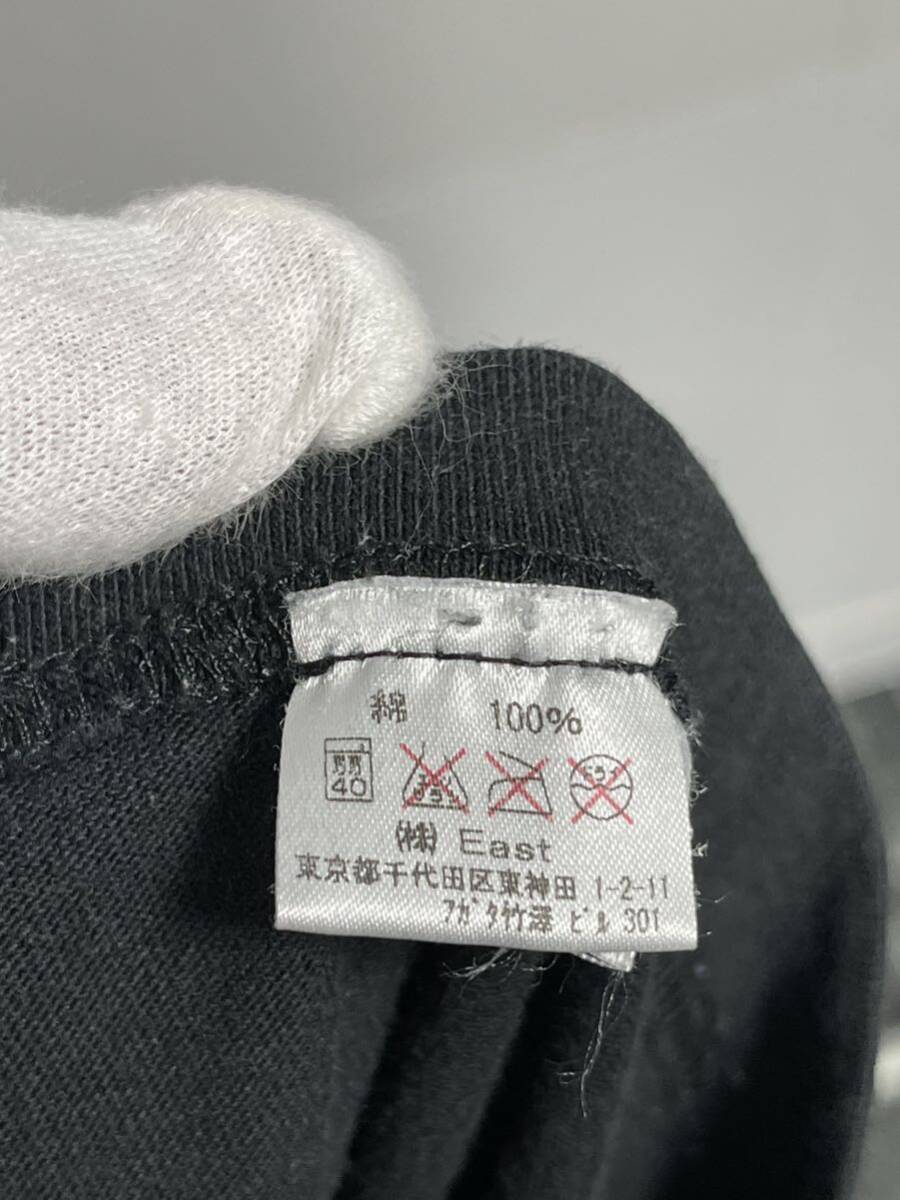 綿 100%
40
(株) East
東京都千代田区東神田 1-2-11
アガタ竹澤ビル 301